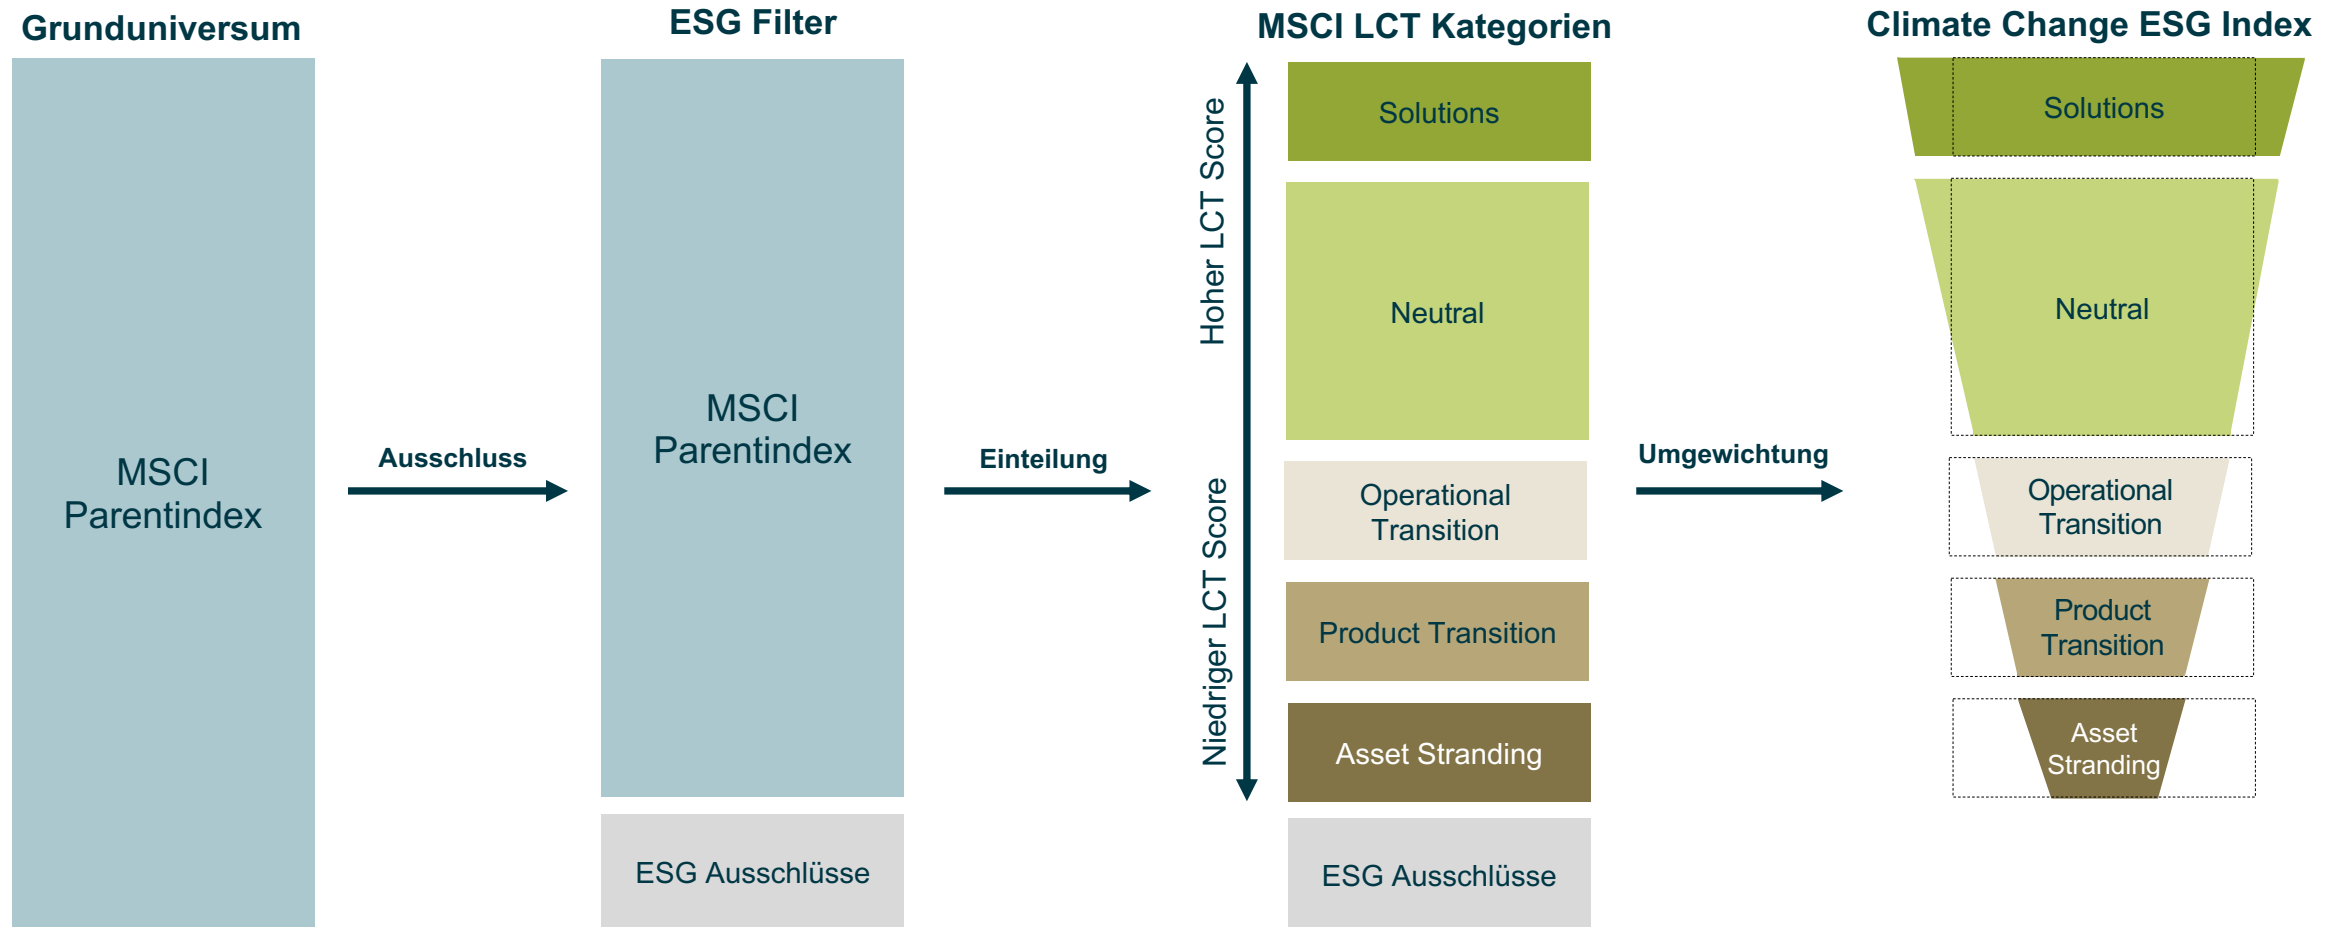 Grunduniversum
MSCI
Parentindex
Ausschluss
ESG Filter
MSCI
Parentindex
ESG Ausschlüsse
Einteilung
MSCI LCT Kategorien
Hoher LCT Score
Niedriger LCT Score
Solutions
Neutral
Operational
Transition
Product Transition
Asset Stranding
ESG Ausschlüsse
Umgewichtung
Climate Change ESG Index
Solutions
Neutral
Operational
Transition
Product
Transition
Asset
Stranding